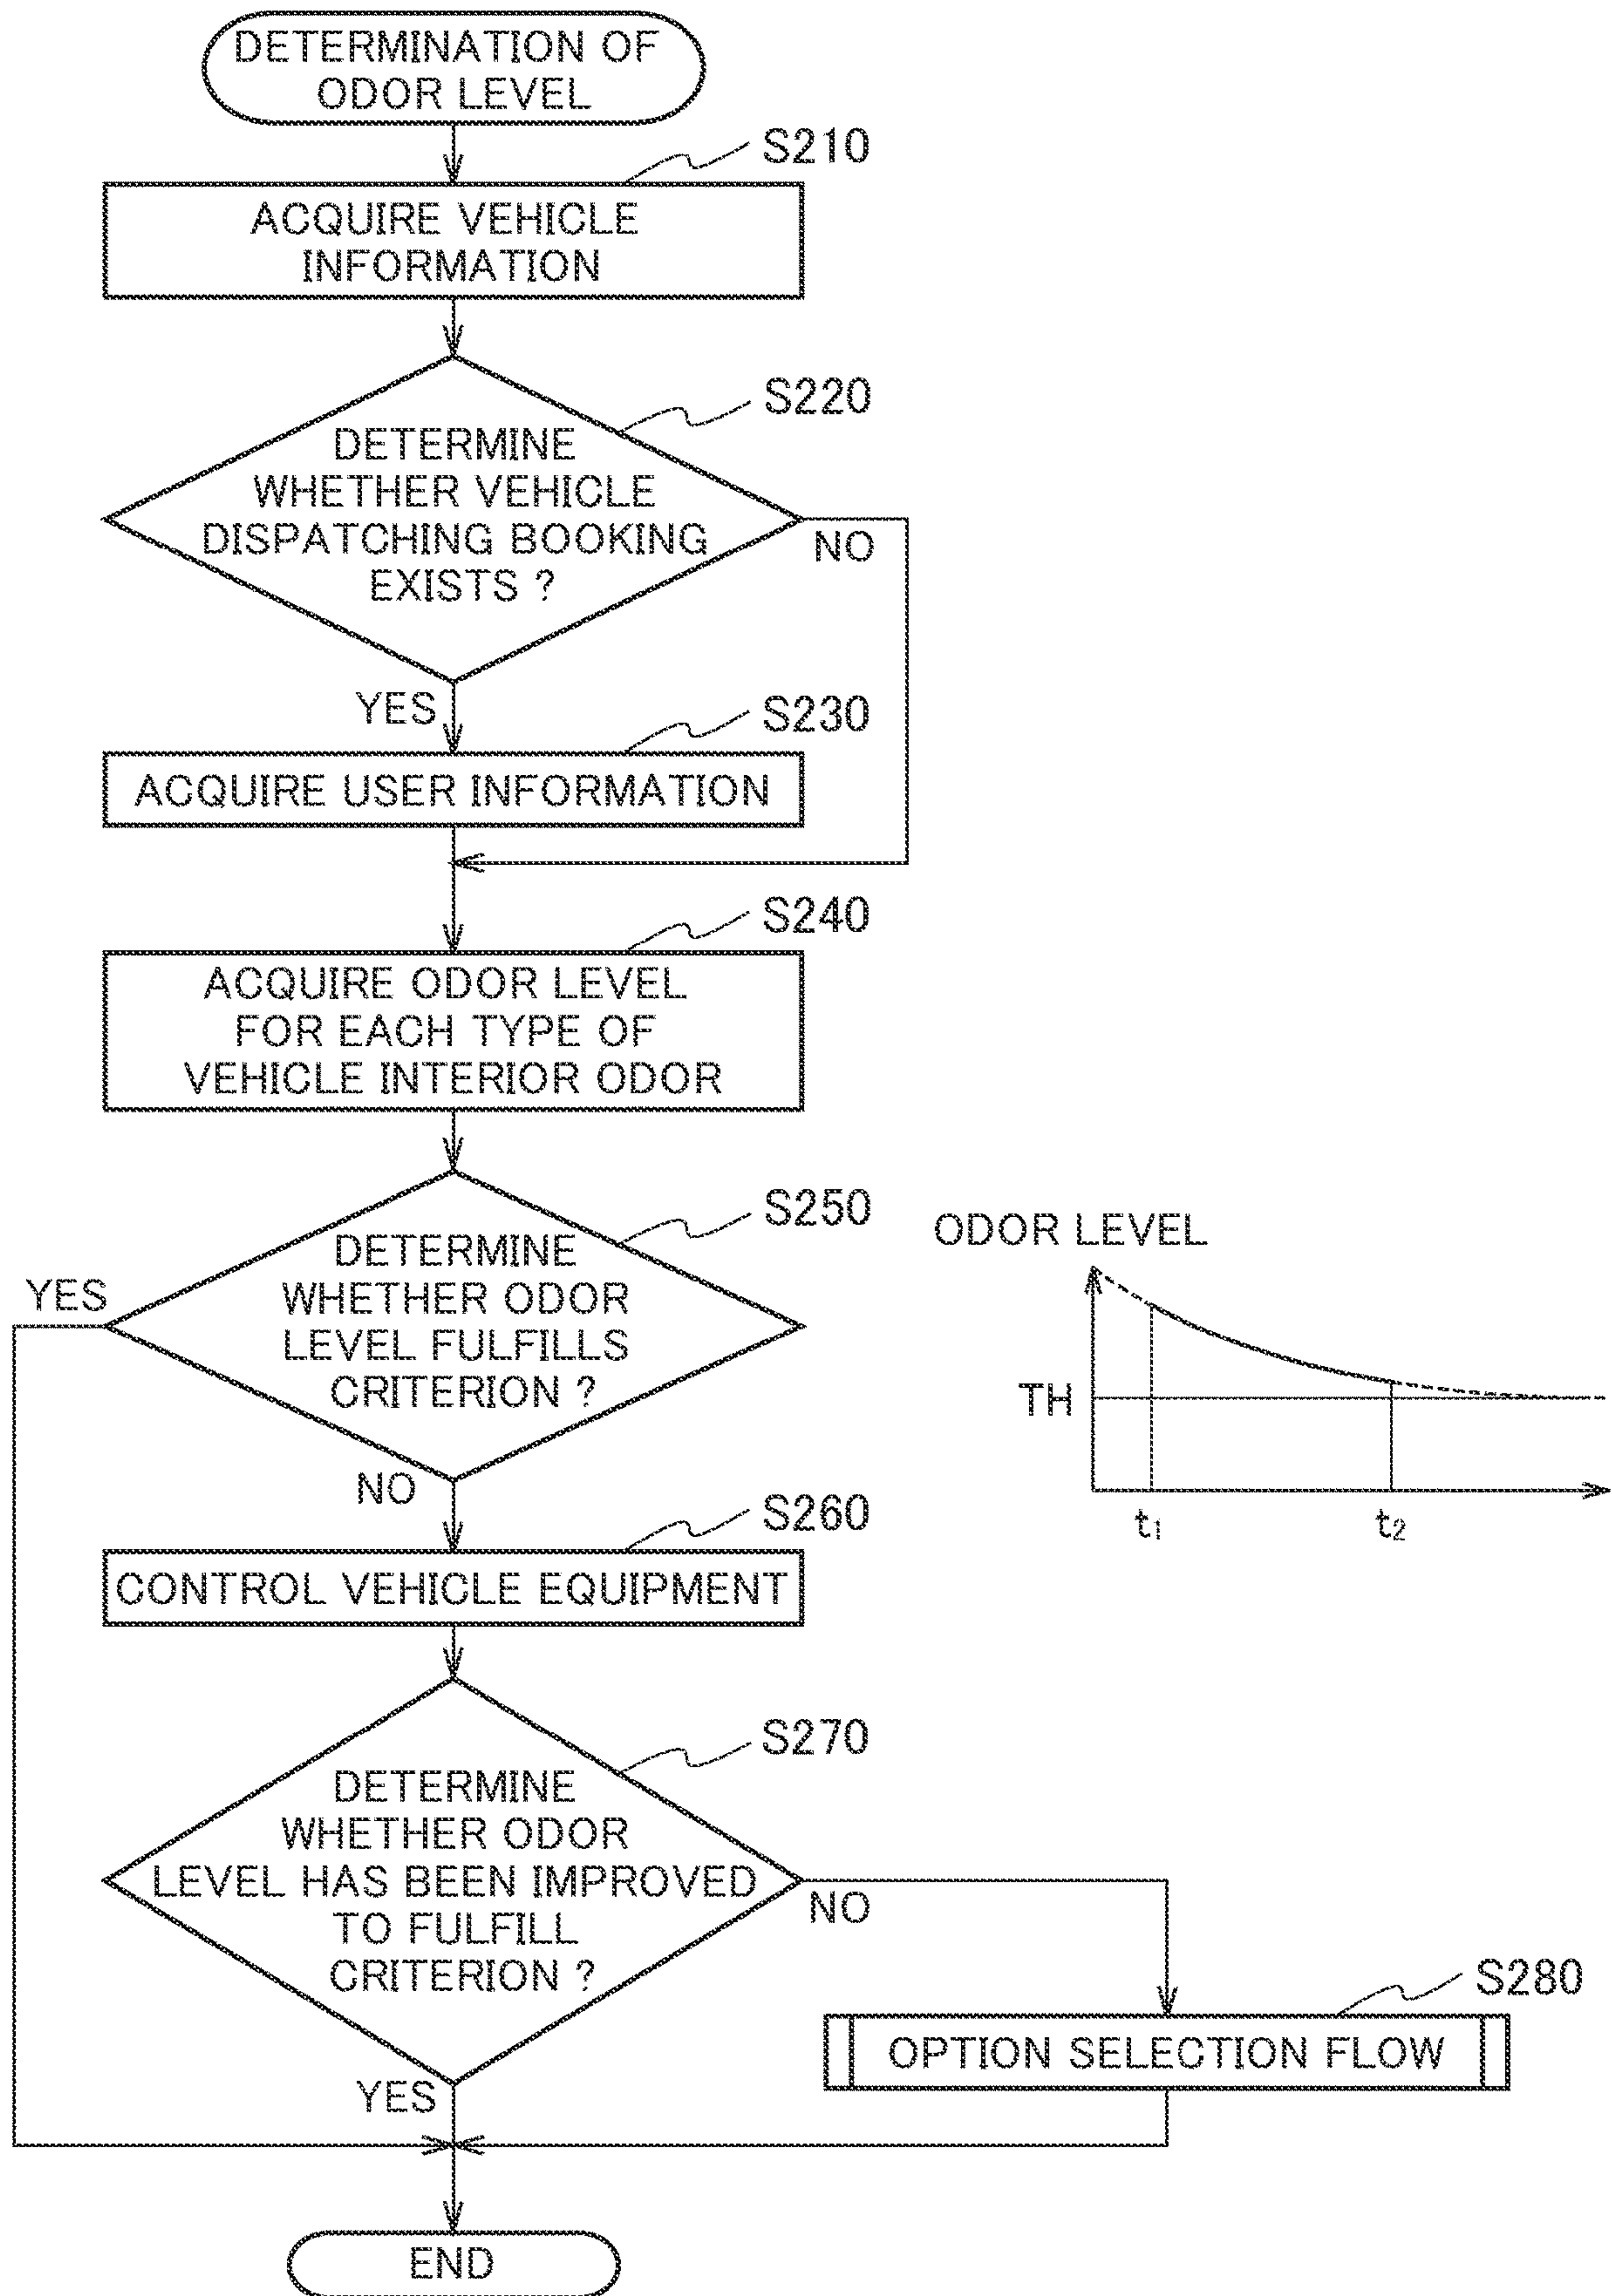 DETERMINATION OF
ODOR LEVEL
S210
ACQUIRE VEHICLE
INFORMATION
S220
DETERMINE
WHETHER VEHICLE
DISPATCHING BOOKING
EXISTS ?
NO
YES
S230
ACQUIRE USER INFORMATION
S240
ACQUIRE ODOR LEVEL
FOR EACH TYPE OF
VEHICLE INTERIOR ODOR
S250
DETERMINE
WHETHER ODOR
LEVEL FULFILLS
CRITERION ?
YES
NO
ODOR LEVEL
TH
t₁
t₂
S260
CONTROL VEHICLE EQUIPMENT
S270
DETERMINE
WHETHER ODOR
LEVEL HAS BEEN IMPROVED
TO FULFILL
CRITERION ?
NO
YES
S280
OPTION SELECTION FLOW
END